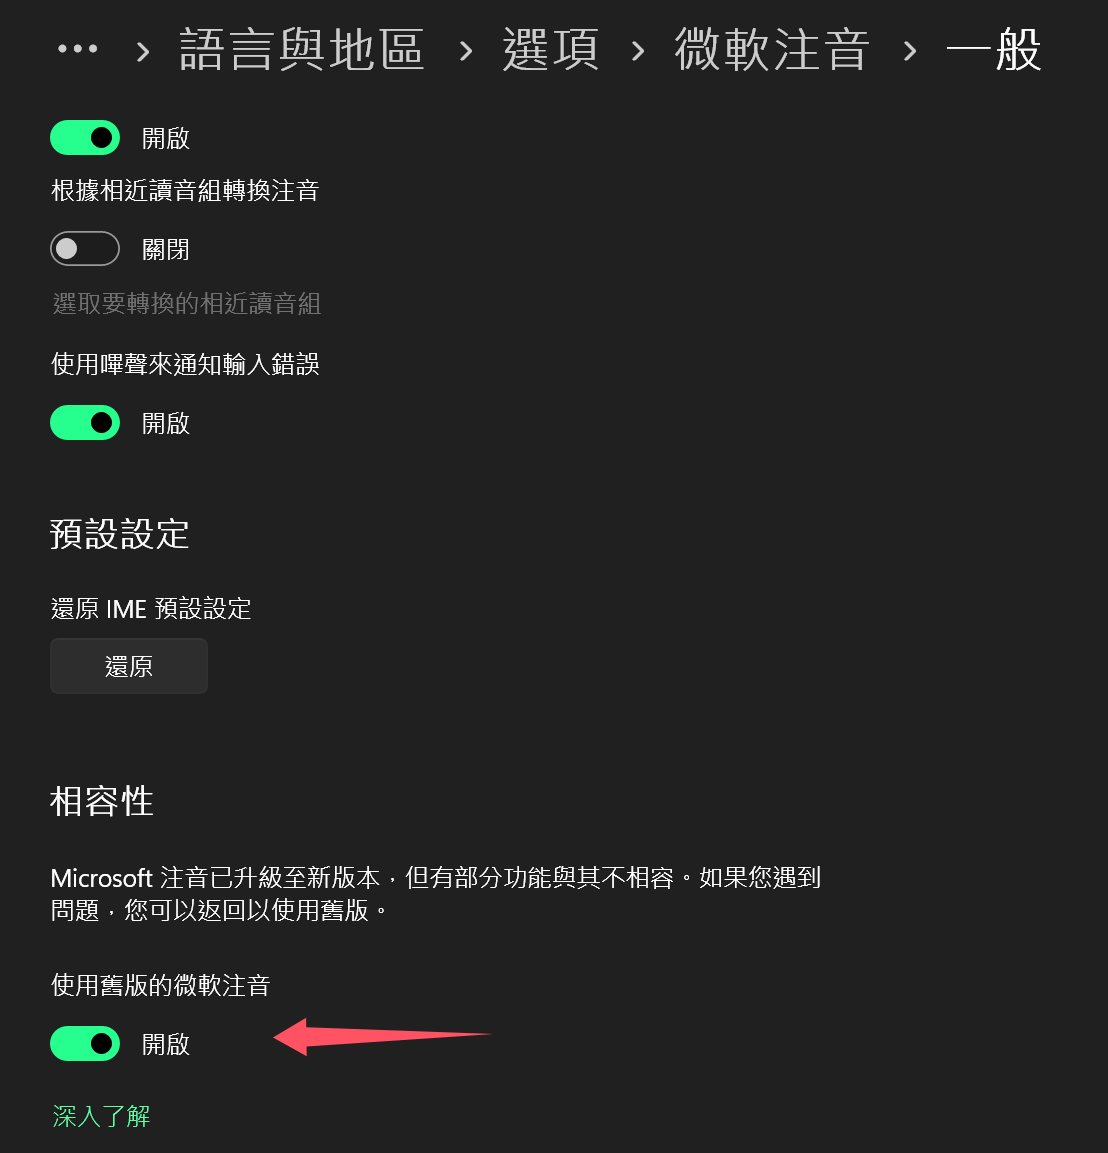 … > 語言與地區 > 選項 > 微軟注音 > 一般
開啟
根據相近讀音組轉換注音
關閉
選取要轉換的相近讀音組
使用嗶聲來通知輸入錯誤
開啟
預設設定
還原 IME 預設設定
還原
相容性
Microsoft 注音已升級至新版本，但有部分功能與其不相容。如果您遇到
問題，您可以返回以使用舊版。
使用舊版的微軟注音
開啟
深入了解